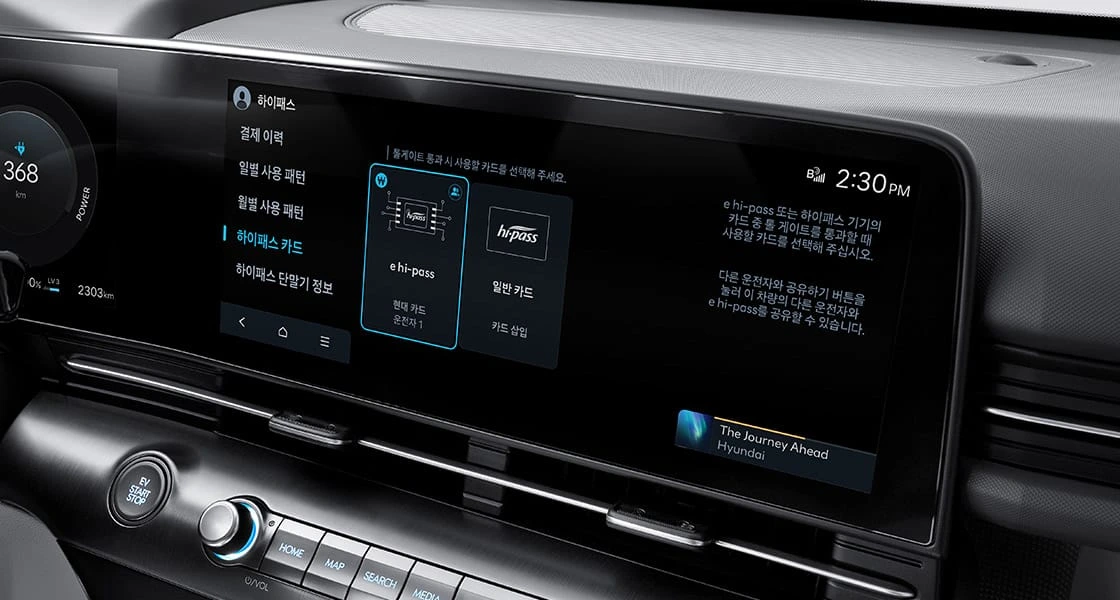 368
km
POWER
0%
LV 3
2303km
하이패스
결제 이력
일별 사용 패턴
월별 사용 패턴
하이패스 카드
하이패스 단말기 정보
톨게이트 통과 시 사용할 카드를 선택해 주세요.
hi-pass
e hi-pass
현대 카드
운전자 1
hi-pass
일반 카드
카드 삽입
2:30 PM
e hi-pass 또는 하이패스 기기의
카드 중 톨 게이트를 통과할 때
사용할 카드를 선택해 주십시오.
다른 운전자와 공유하기 버튼을
눌러 이 차량의 다른 운전자와
e hi-pass를 공유할 수 있습니다.
The Journey Ahead
Hyundai
EV
START
STOP
/VOL
HOME
MAP
SEARCH
MEDIA